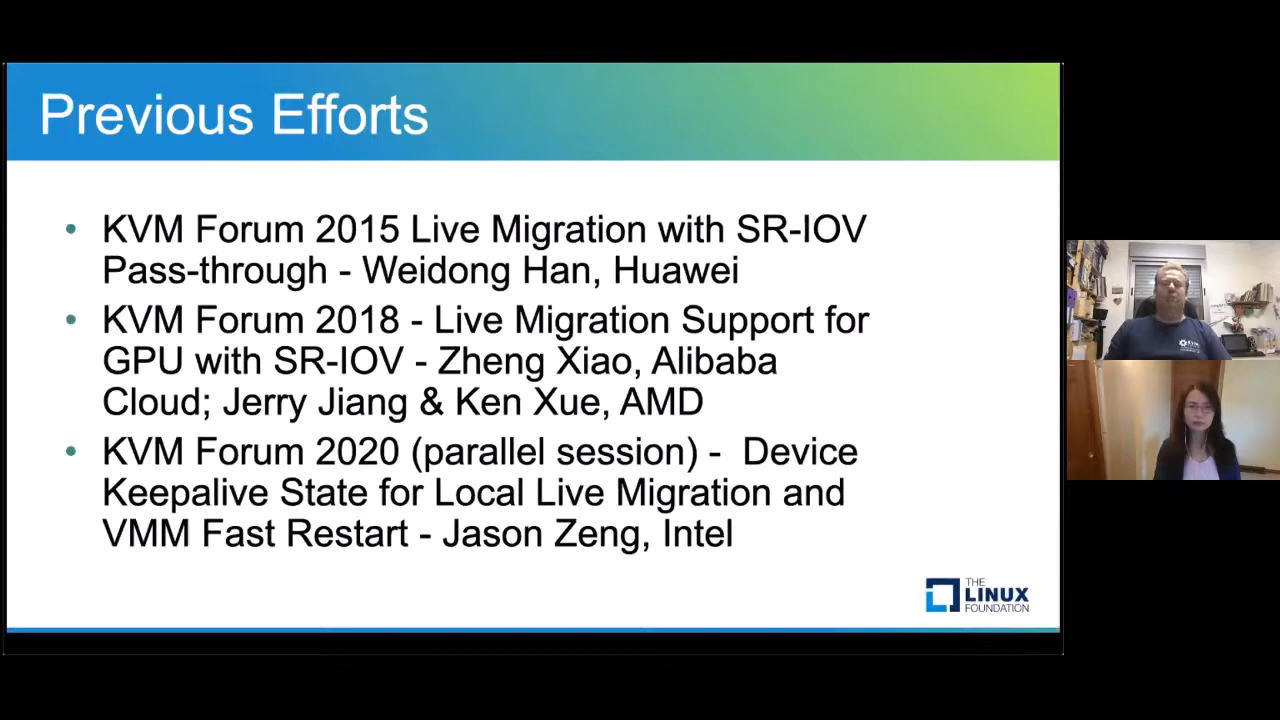 Previous Efforts
• KVM Forum 2015 Live Migration with SR-IOV
Pass-through - Weidong Han, Huawei
• KVM Forum 2018 - Live Migration Support for
GPU with SR-IOV - Zheng Xiao, Alibaba
Cloud; Jerry Jiang & Ken Xue, AMD
• KVM Forum 2020 (parallel session) -  Device
Keepalive State for Local Live Migration and
VMM Fast Restart - Jason Zeng, Intel
THE
LINUX
FOUNDATION